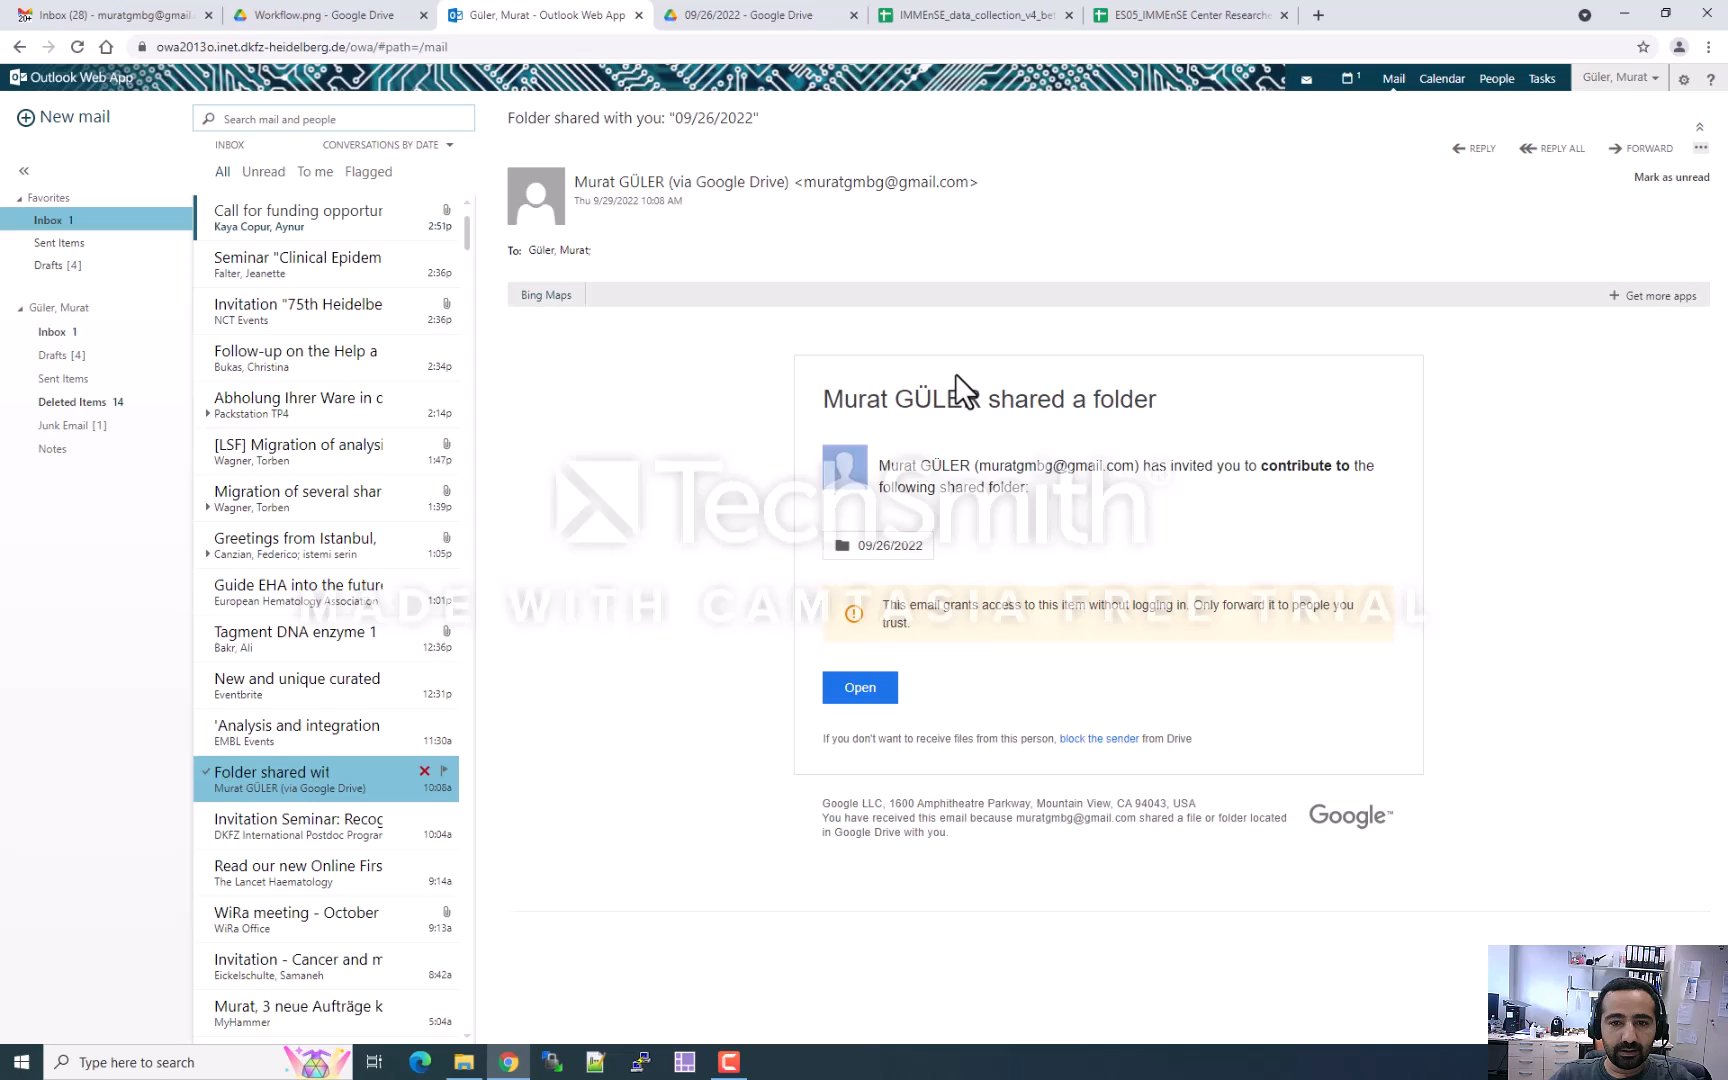 Inbox (28) - muratgmbg@gmail.
Workflow.png - Google Drive
Güler, Murat - Outlook Web App
09/26/2022 - Google Drive
IMMEnSE_data_collection_v4_bet
ES05_IMMEnSE Center Researche
owa2013o.inet.dkfz-heidelberg.de/owa/#path=/mail
Outlook Web App
1
Mail
Calendar
People
Tasks
Güler, Murat
?
New mail
Search mail and people
INBOX
CONVERSATIONS BY DATE
All
Unread
To me
Flagged
Favorites
Inbox 1
Sent Items
Drafts [4]
Güler, Murat
Inbox 1
Drafts [4]
Sent Items
Deleted Items 14
Junk Email [1]
Notes
Call for funding opportur
Kaya Copur, Aynur
2:51p
Seminar "Clinical Epidem
Falter, Jeanette
2:36p
Invitation "75th Heidelbe
NCT Events
2:36p
Follow-up on the Help a
Bukas, Christina
2:34p
Abholung Ihrer Ware in c
Packstation TP4
2:14p
[LSF] Migration of analysi
Wagner, Torben
1:47p
Migration of several shar
Wagner, Torben
1:39p
Greetings from Istanbul,
Canzian, Federico; istemi serin
1:05p
Guide EHA into the future
European Hematology Association
1:01p
Tagment DNA enzyme 1
Bakr, Ali
12:36p
New and unique curated
Eventbrite
12:31p
'Analysis and integration
EMBL Events
11:30a
Folder shared wit
Murat GÜLER (via Google Drive)
10:08a
Invitation Seminar: Recog
DKFZ International Postdoc Progran
10:04a
Read our new Online Firs
The Lancet Haematology
9:14a
WiRa meeting - October
WiRa Office
9:13a
Invitation - Cancer and m
Eickelschulte, Samaneh
8:42a
Murat, 3 neue Aufträge k
MyHammer
5:04a
Folder shared with you: "09/26/2022"
REPLY
REPLY ALL
FORWARD
Mark as unread
Murat GÜLER (via Google Drive) <muratgmbg@gmail.com>
Thu 9/29/2022 10:08 AM
To: Güler, Murat;
Bing Maps
Get more apps
Murat GÜLER shared a folder
Murat GÜLER (muratgmbg@gmail.com) has invited you to contribute to the
following shared folder:
09/26/2022
This email grants access to this item without logging in. Only forward it to people you
trust.
Open
If you don't want to receive files from this person, block the sender from Drive
Google LLC, 1600 Amphitheatre Parkway, Mountain View, CA 94043, USA
You have received this email because muratgmbg@gmail.com shared a file or folder located
in Google Drive with you.
Google™
TechSmith
MADE WITH CAMTASIA FREE TRIAL
Type here to search